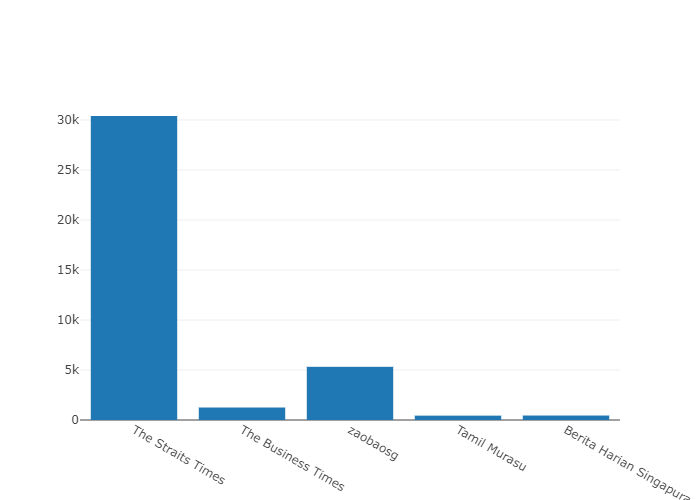 30k
25k
20k
15k
10k
5k
0
The Straits Times
The Business Times
zaobaosg
Tamil Murasu
Berita Harian Singapura